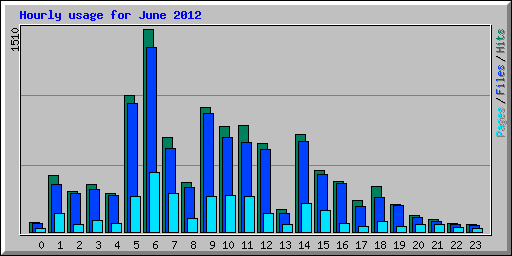 Hourly usage for June 2012
1510
Pages/Files/Hits
0 1 2 3 4 5 6 7 8 9 10 11 12 13 14 15 16 17 18 19 20 21 22 23